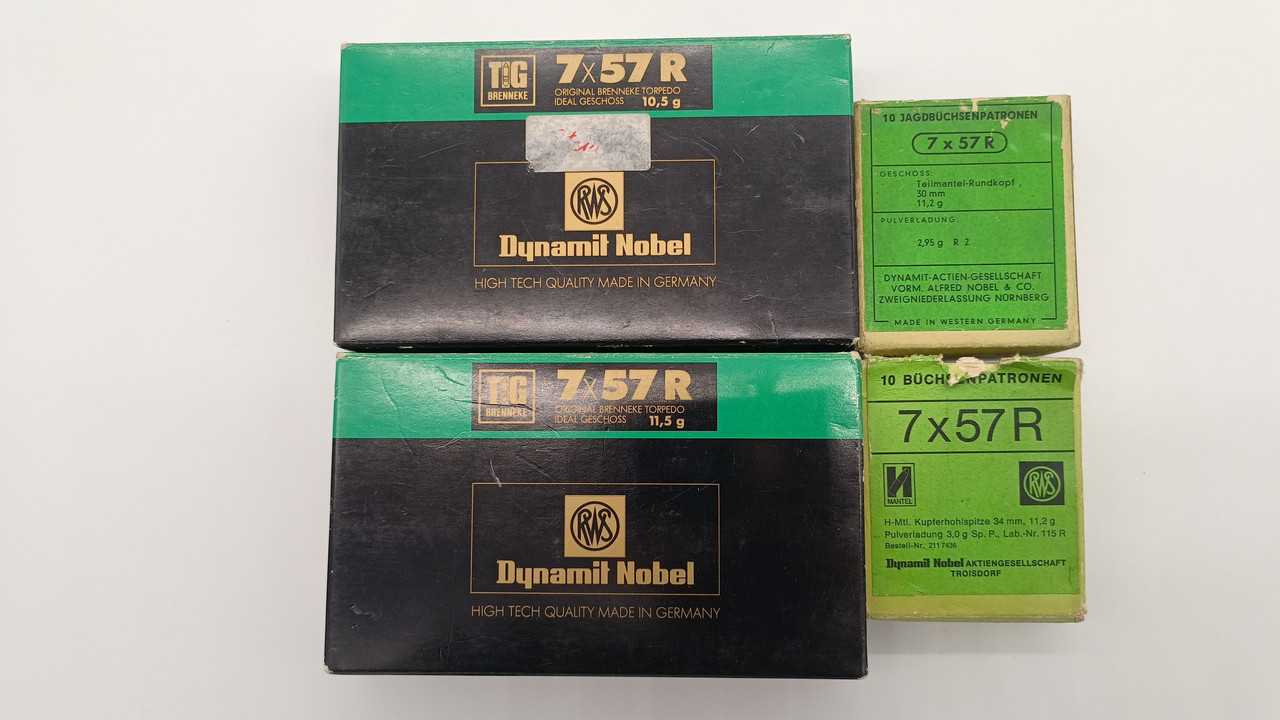 TIG
BRENNEKE
7x57 R
ORIGINAL BRENNEKE TORPEDO
IDEAL GESCHOSS 10,5 g
RWS
Dynamit Nobel
HIGH TECH QUALITY MADE IN GERMANY
10 JAGDBÜCHSENPATRONEN
7 x 57 R
GESCHOSS:
Teilmantel-Rundkopf
30 mm
11,2 g
PULVERLADUNG:
2,95 g R 2
DYNAMIT-ACTIEN-GESELLSCHAFT
VORM. ALFRED NOBEL & CO.
ZWEIGNIEDERLASSUNG NÜRNBERG
MADE IN WESTERN GERMANY
TIG
BRENNEKE
7x57 R
ORIGINAL BRENNEKE TORPEDO
IDEAL GESCHOSS 11,5 g
RWS
Dynamit Nobel
HIGH TECH QUALITY MADE IN GERMANY
10 BÜCHSENPATRONEN
7x57R
H
MANTEL
RWS
H-Mtl. Kupferhohlspitze 34 mm, 11,2 g
Pulverladung 3,0 g Sp. P., Lab.-Nr. 115 R
Bestell-Nr. 211 7436
Dynamit Nobel AKTIENGESELLSCHAFT
TROISDORF